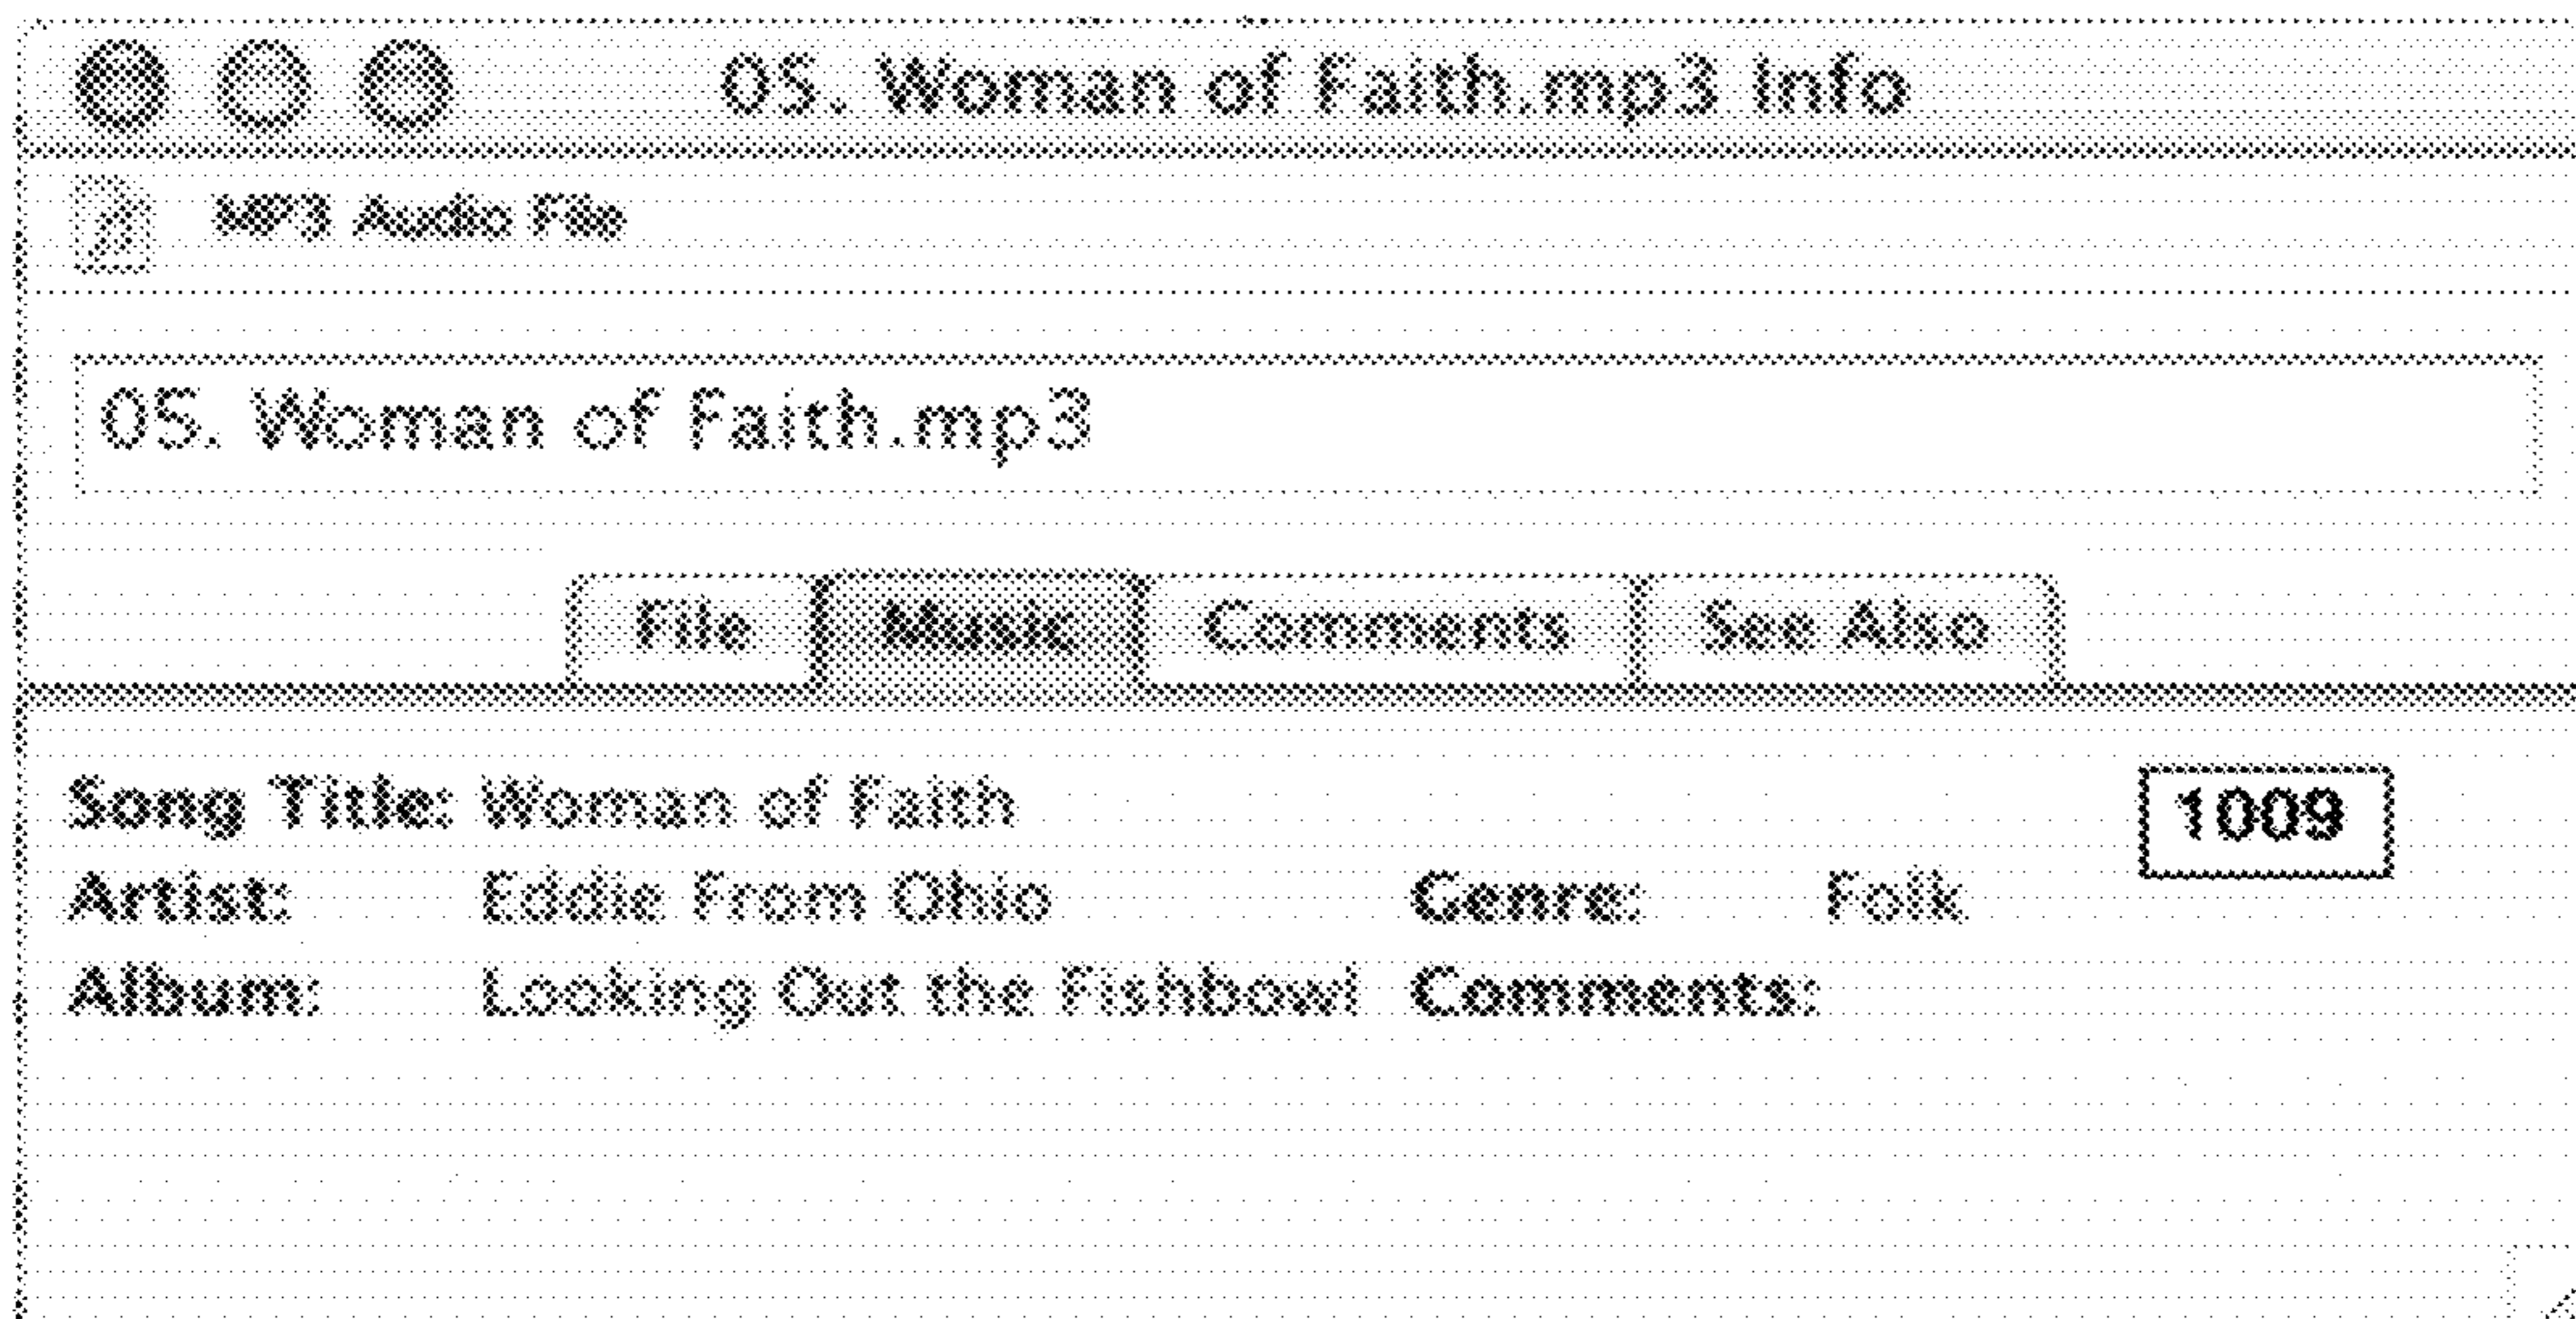 05. Woman of Faith.mp3 Info
MP3 Audio File
05. Woman of Faith.mp3
File Music Comments See Also
Song Title: Woman of Faith
1009
Artist: Eddie From Ohio Genre: Folk
Album: Looking Out the Fishbowl Comments: